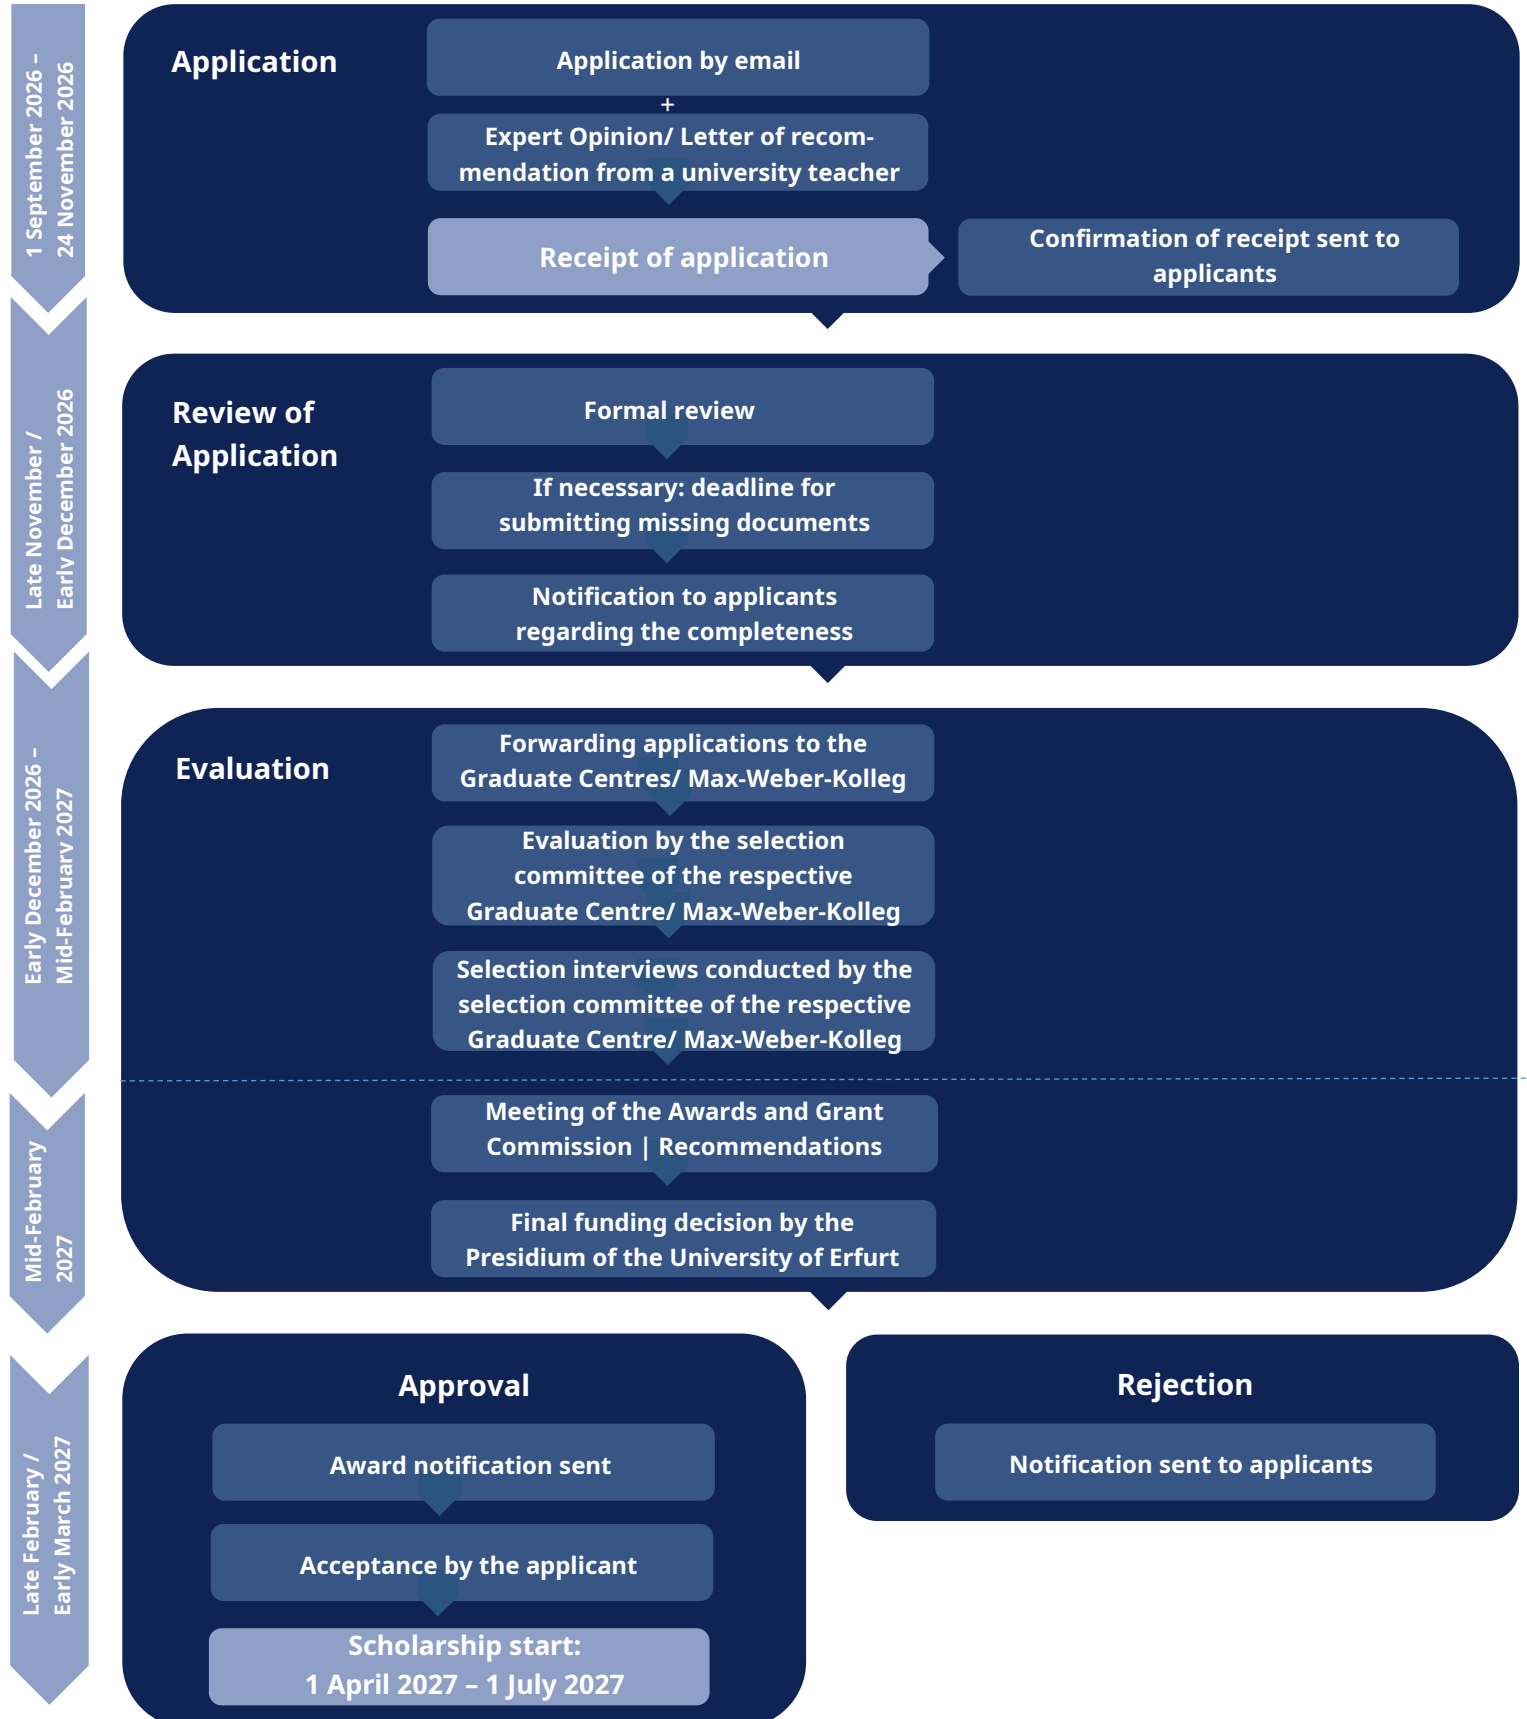 1 September 2026 –
24 November 2026
Application
Application by email
+
Expert Opinion/ Letter of recom-
mendation from a university teacher
Receipt of application
Confirmation of receipt sent to
applicants
Late November /
Early December 2026
Review of
Application
Formal review
If necessary: deadline for
submitting missing documents
Notification to applicants
regarding the completeness
Early December 2026 –
Mid-February 2027
Evaluation
Forwarding applications to the
Graduate Centres/ Max-Weber-Kolleg
Evaluation by the selection
committee of the respective
Graduate Centre/ Max-Weber-Kolleg
Selection interviews conducted by the
selection committee of the respective
Graduate Centre/ Max-Weber-Kolleg
Mid-February
2027
Meeting of the Awards and Grant
Commission | Recommendations
Final funding decision by the
Presidium of the University of Erfurt
Late February /
Early March 2027
Approval
Award notification sent
Acceptance by the applicant
Scholarship start:
1 April 2027 – 1 July 2027
Rejection
Notification sent to applicants